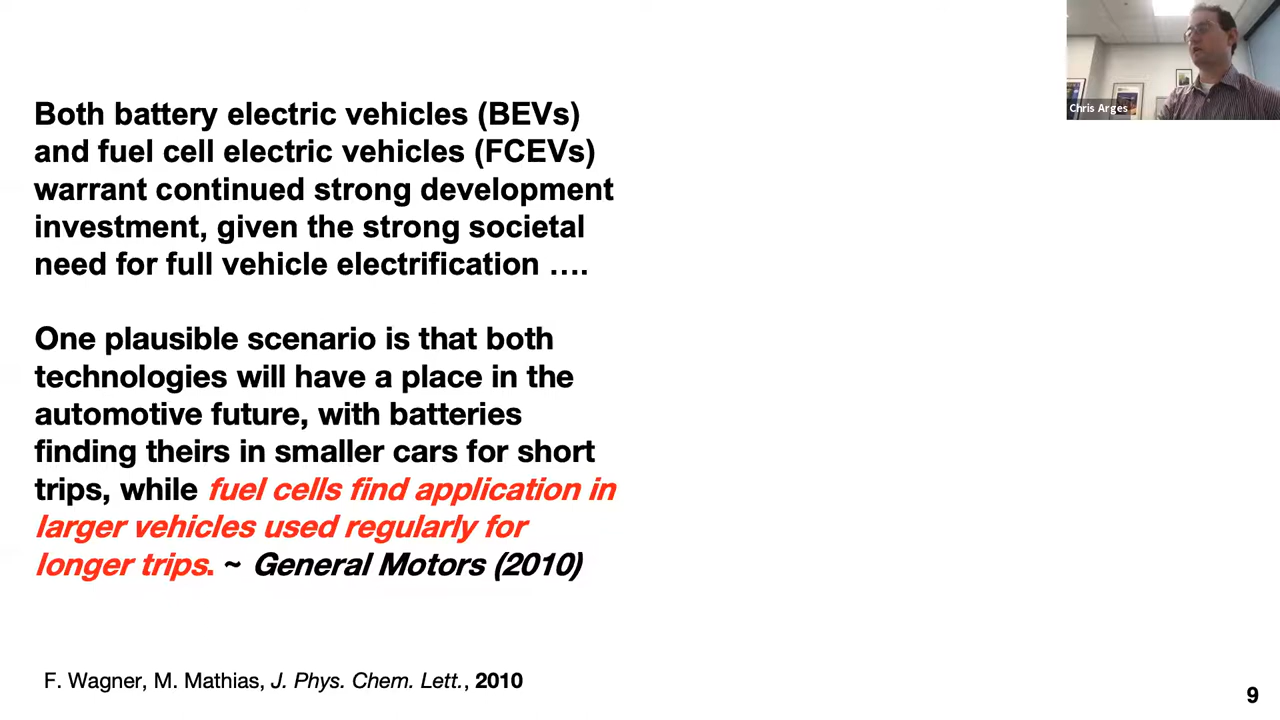 Chris Arges
Both battery electric vehicles (BEVs)
and fuel cell electric vehicles (FCEVs)
warrant continued strong development
investment, given the strong societal
need for full vehicle electrification ….
One plausible scenario is that both
technologies will have a place in the
automotive future, with batteries
finding theirs in smaller cars for short
trips, while fuel cells find application in
larger vehicles used regularly for
longer trips. ~ General Motors (2010)
F. Wagner, M. Mathias, J. Phys. Chem. Lett., 2010
9